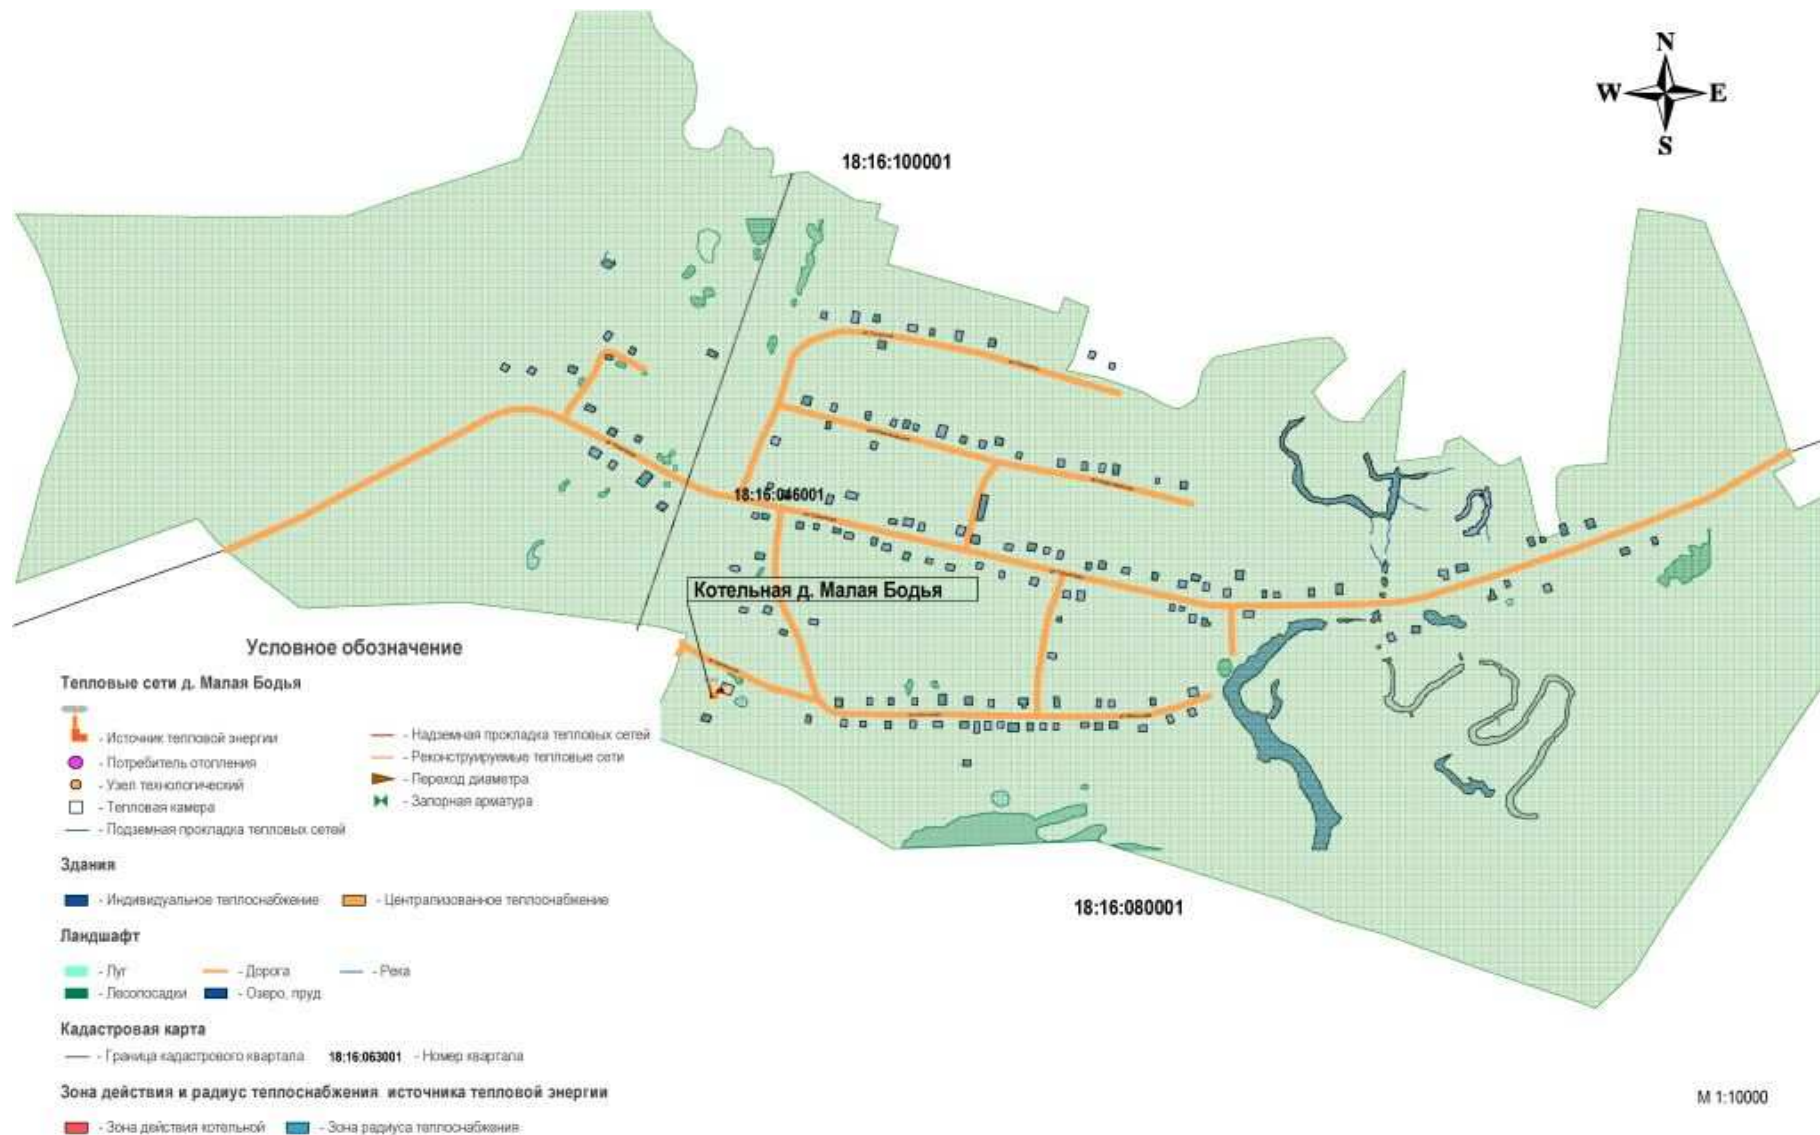 N
W E
S
18:16:100001
18:16:046001
Котельная д. Малая Бодья
18:16:080001
Условное обозначение
Тепловые сети д. Малая Бодья
- Источник тепловой энергии
- Потребитель отопления
- Узел технологический
- Тепловая камера
- Подземная прокладка тепловых сетей
- Надземная прокладка тепловых сетей
- Реконструируемые тепловые сети
- Переход диаметра
- Запорная арматура
Здания
- Индивидуальное теплоснабжение - Централизованное теплоснабжение
Ландшафт
- Луг - Дорога - Река
- Лесопосадки - Озеро, пруд
Кадастровая карта
- Граница кадастрового квартала 18:16:063001 - Номер квартала
Зона действия и радиус теплоснабжения источника тепловой энергии
- Зона действия котельной - Зона радиуса теплоснабжения
М 1:10000